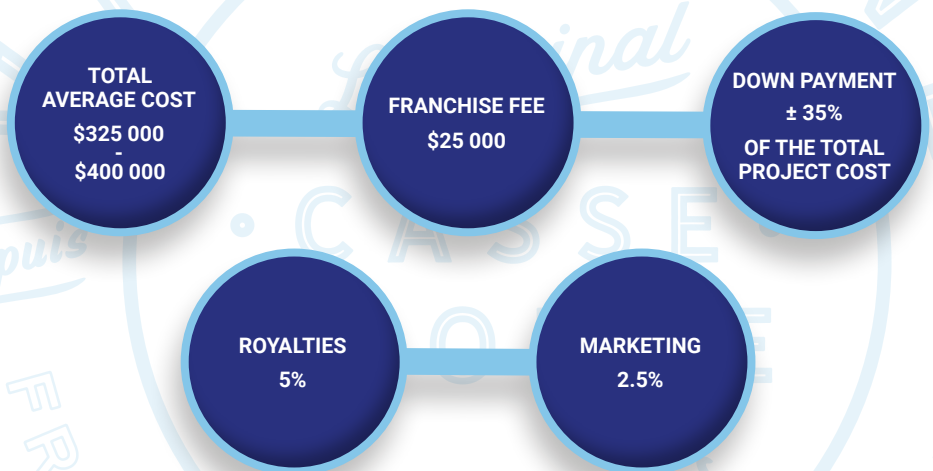 TOTAL
AVERAGE COST
$325 000
-
$400 000
FRANCHISE FEE
$25 000
DOWN PAYMENT
± 35%
OF THE TOTAL
PROJECT COST
ROYALTIES
5%
MARKETING
2.5%
CASSE